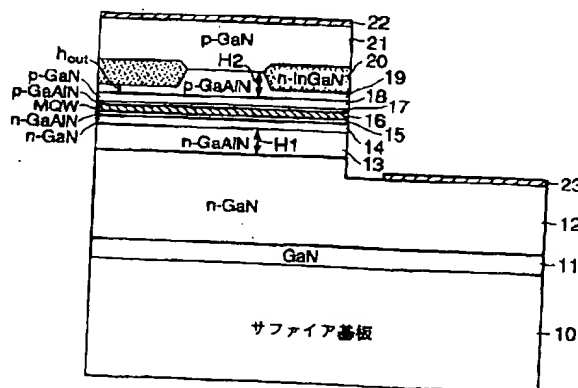 22
p-GaN
21
hout
H2
20
n-InGaN
p-GaN
p-GaAlN
19
p-GaAlN
18
MQW
17
n-GaAlN
16
n-GaN
15
14
n-GaAlN
H1
13
23
n-GaN
12
GaN
11
サファイア基板
10